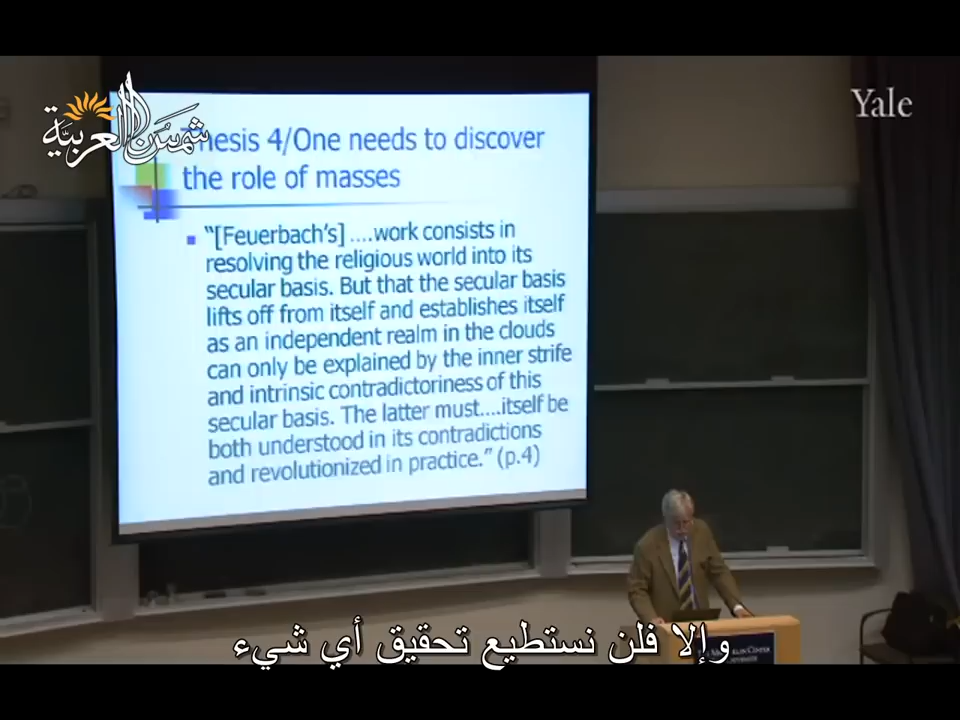 شمس العربية
Yale
Thesis 4/One needs to discover
the role of masses
“[Feuerbach’s] ....work consists in
resolving the religious world into its
secular basis. But that the secular basis
lifts off from itself and establishes itself
as an independent realm in the clouds
can only be explained by the inner strife
and intrinsic contradictoriness of this
secular basis. The latter must....itself be
both understood in its contradictions
and revolutionized in practice.” (p.4)
وإلا فلن نستطيع تحقيق أي شيء